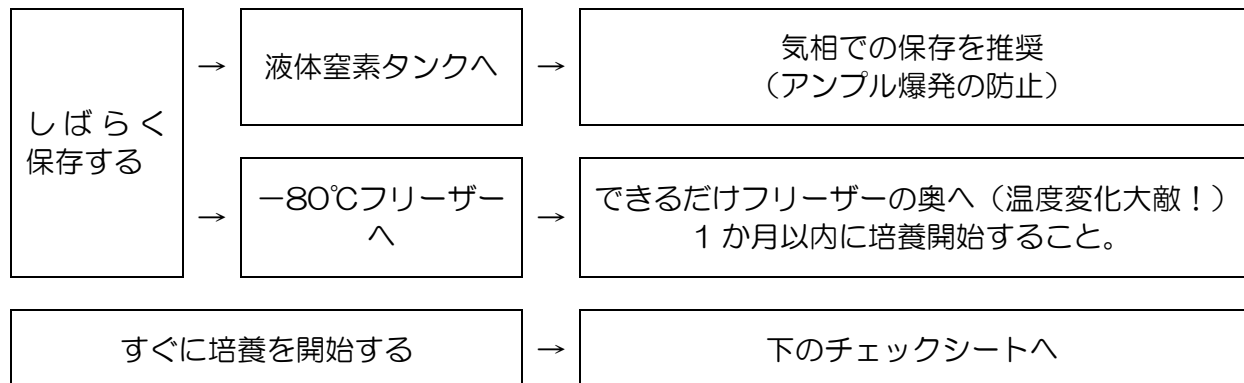 しばらく
保存する
→
液体窒素タンクへ
→
気相での保存を推奨
(アンプル爆発の防止)
→
−80℃フリーザー
へ
→
できるだけフリーザーの奥へ(温度変化大敵!)
1か月以内に培養開始すること。
すぐに培養を開始する
→
下のチェックシートへ